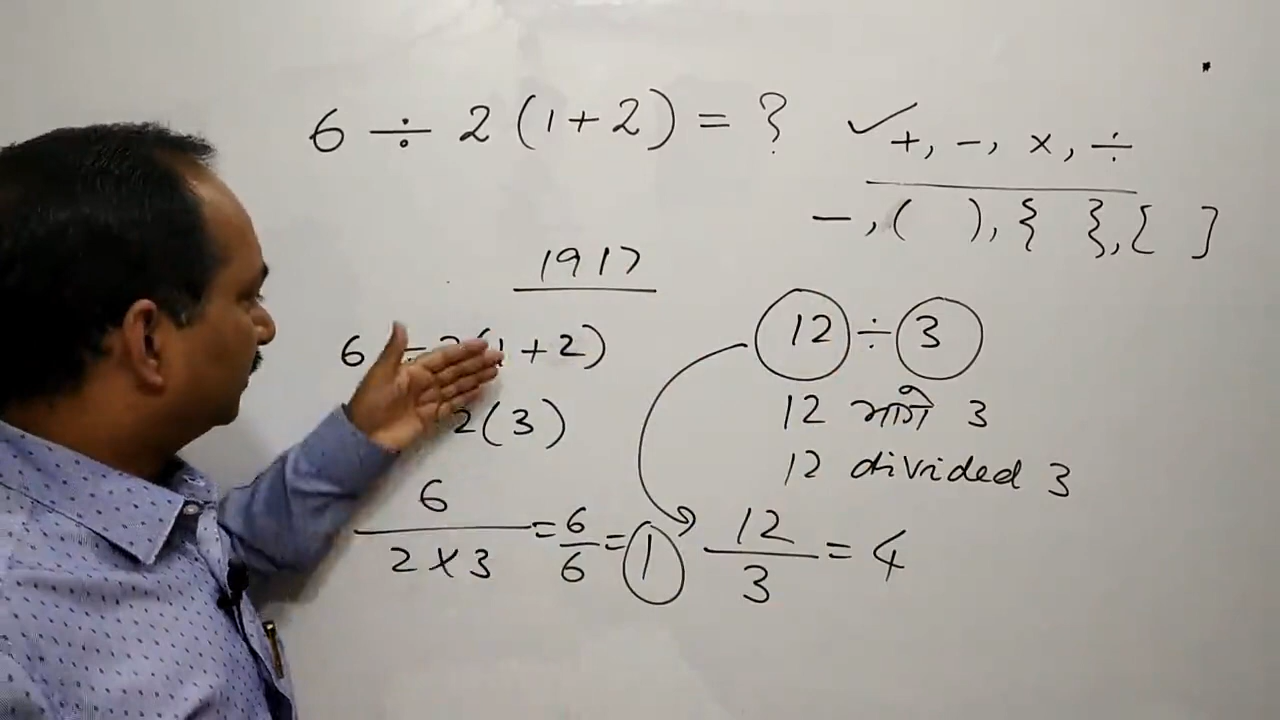 6 ÷ 2 (1+2) = ?
✓ +, -, ×, ÷
—, ( ), { }, [ ]
1917
6 ÷ 2(1+2)
2(3)
6
2 × 3
= 6
6
= 1
12 ÷ 3
12 भागे 3
12 divided 3
12
3
= 4